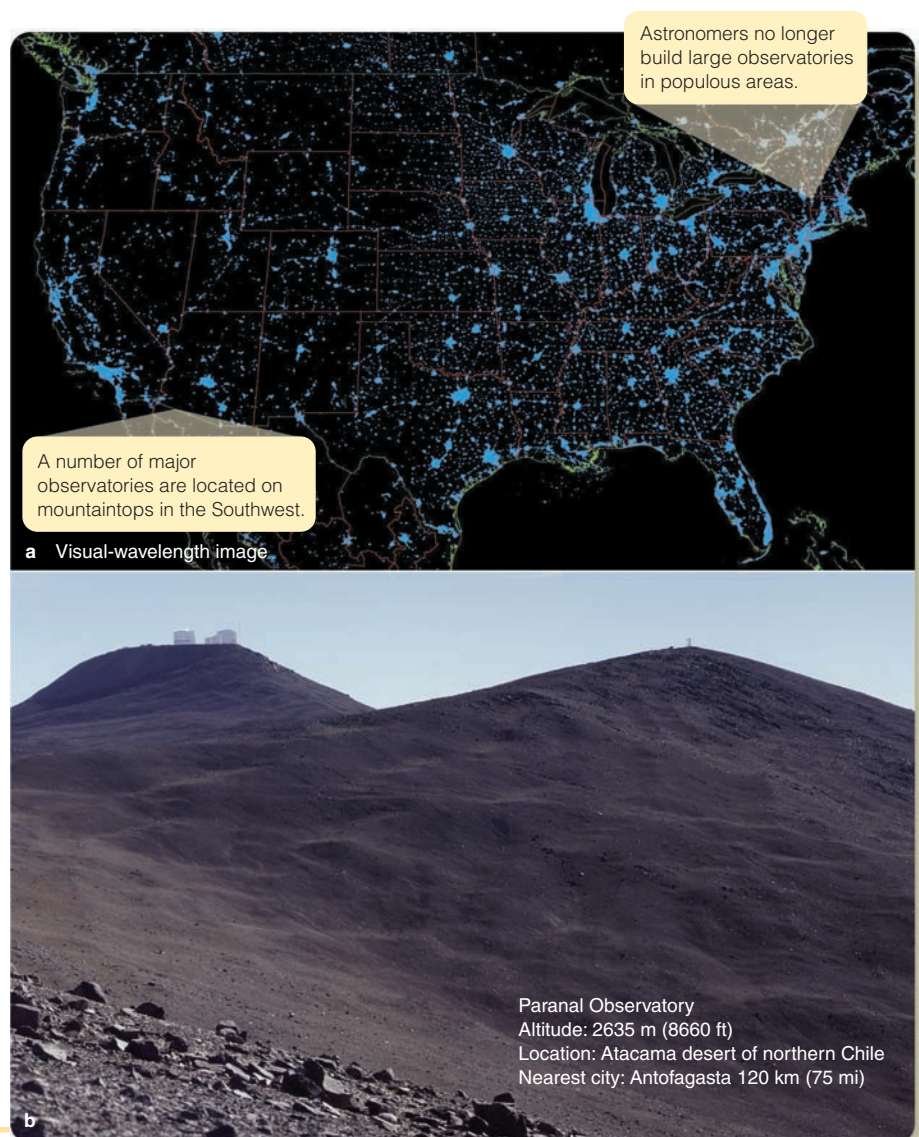 Astronomers no longer
build large observatories
in populous areas.
A number of major
observatories are located on
mountaintops in the Southwest.
a Visual-wavelength image
Paranal Observatory
Altitude: 2635 m (8660 ft)
Location: Atacama desert of northern Chile
Nearest city: Antofagasta 120 km (75 mi)
b